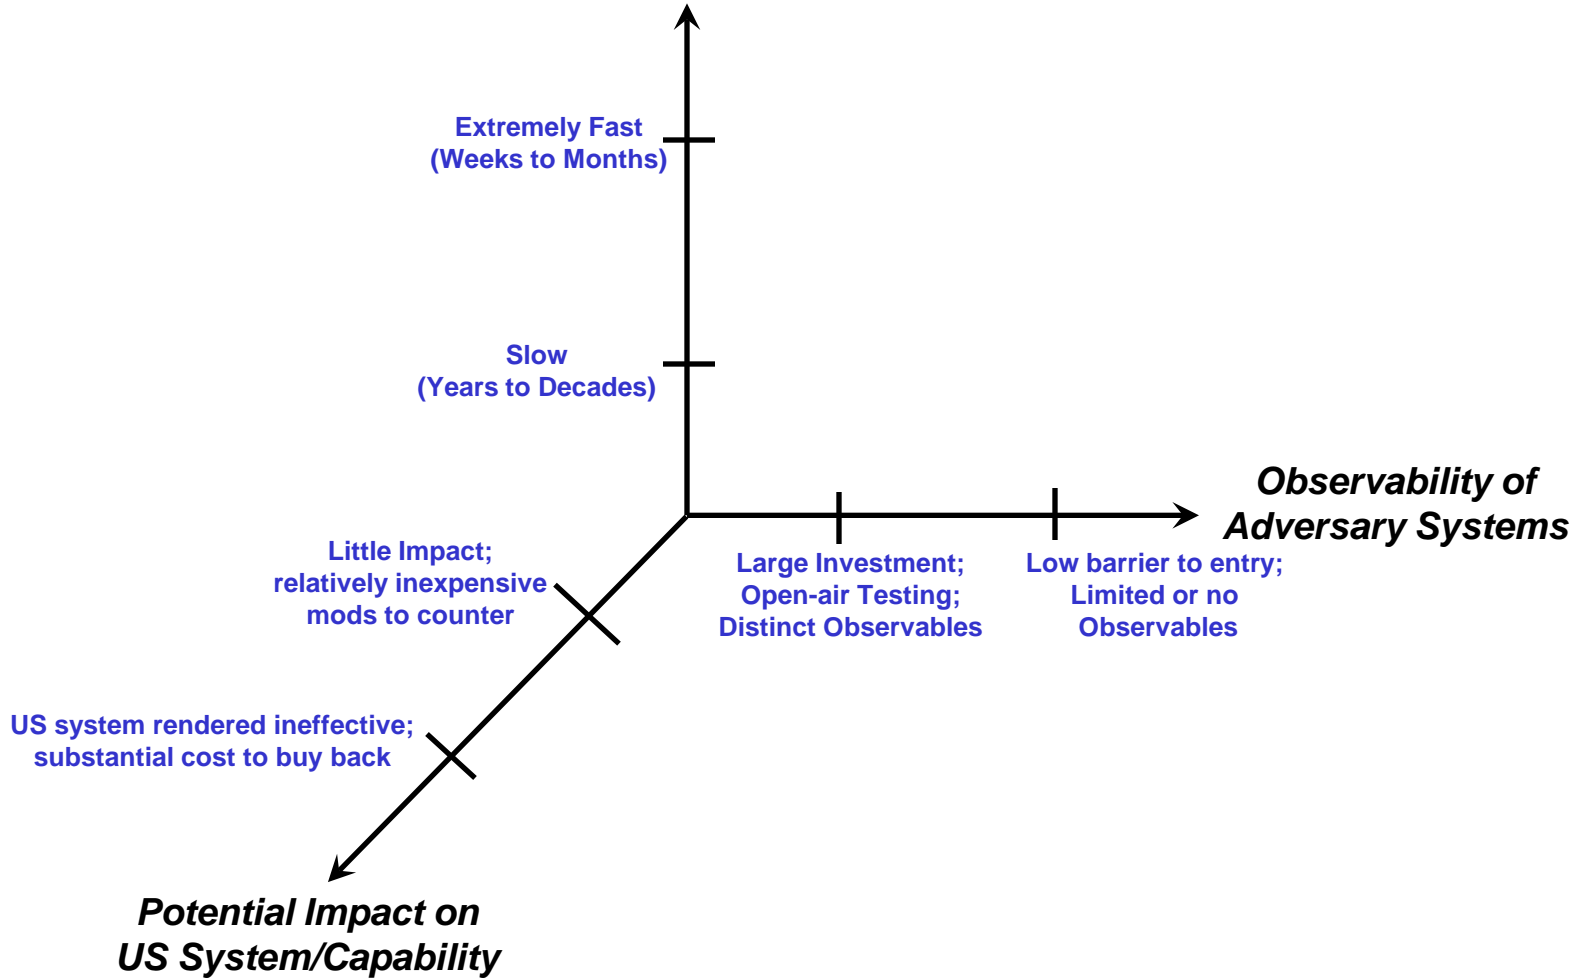 Extremely Fast
(Weeks to Months)
Slow
(Years to Decades)
Observability of
Adversary Systems
Little Impact;
relatively inexpensive
mods to counter
Large Investment;
Open-air Testing;
Distinct Observables
Low barrier to entry;
Limited or no
Observables
US system rendered ineffective;
substantial cost to buy back
Potential Impact on
US System/Capability